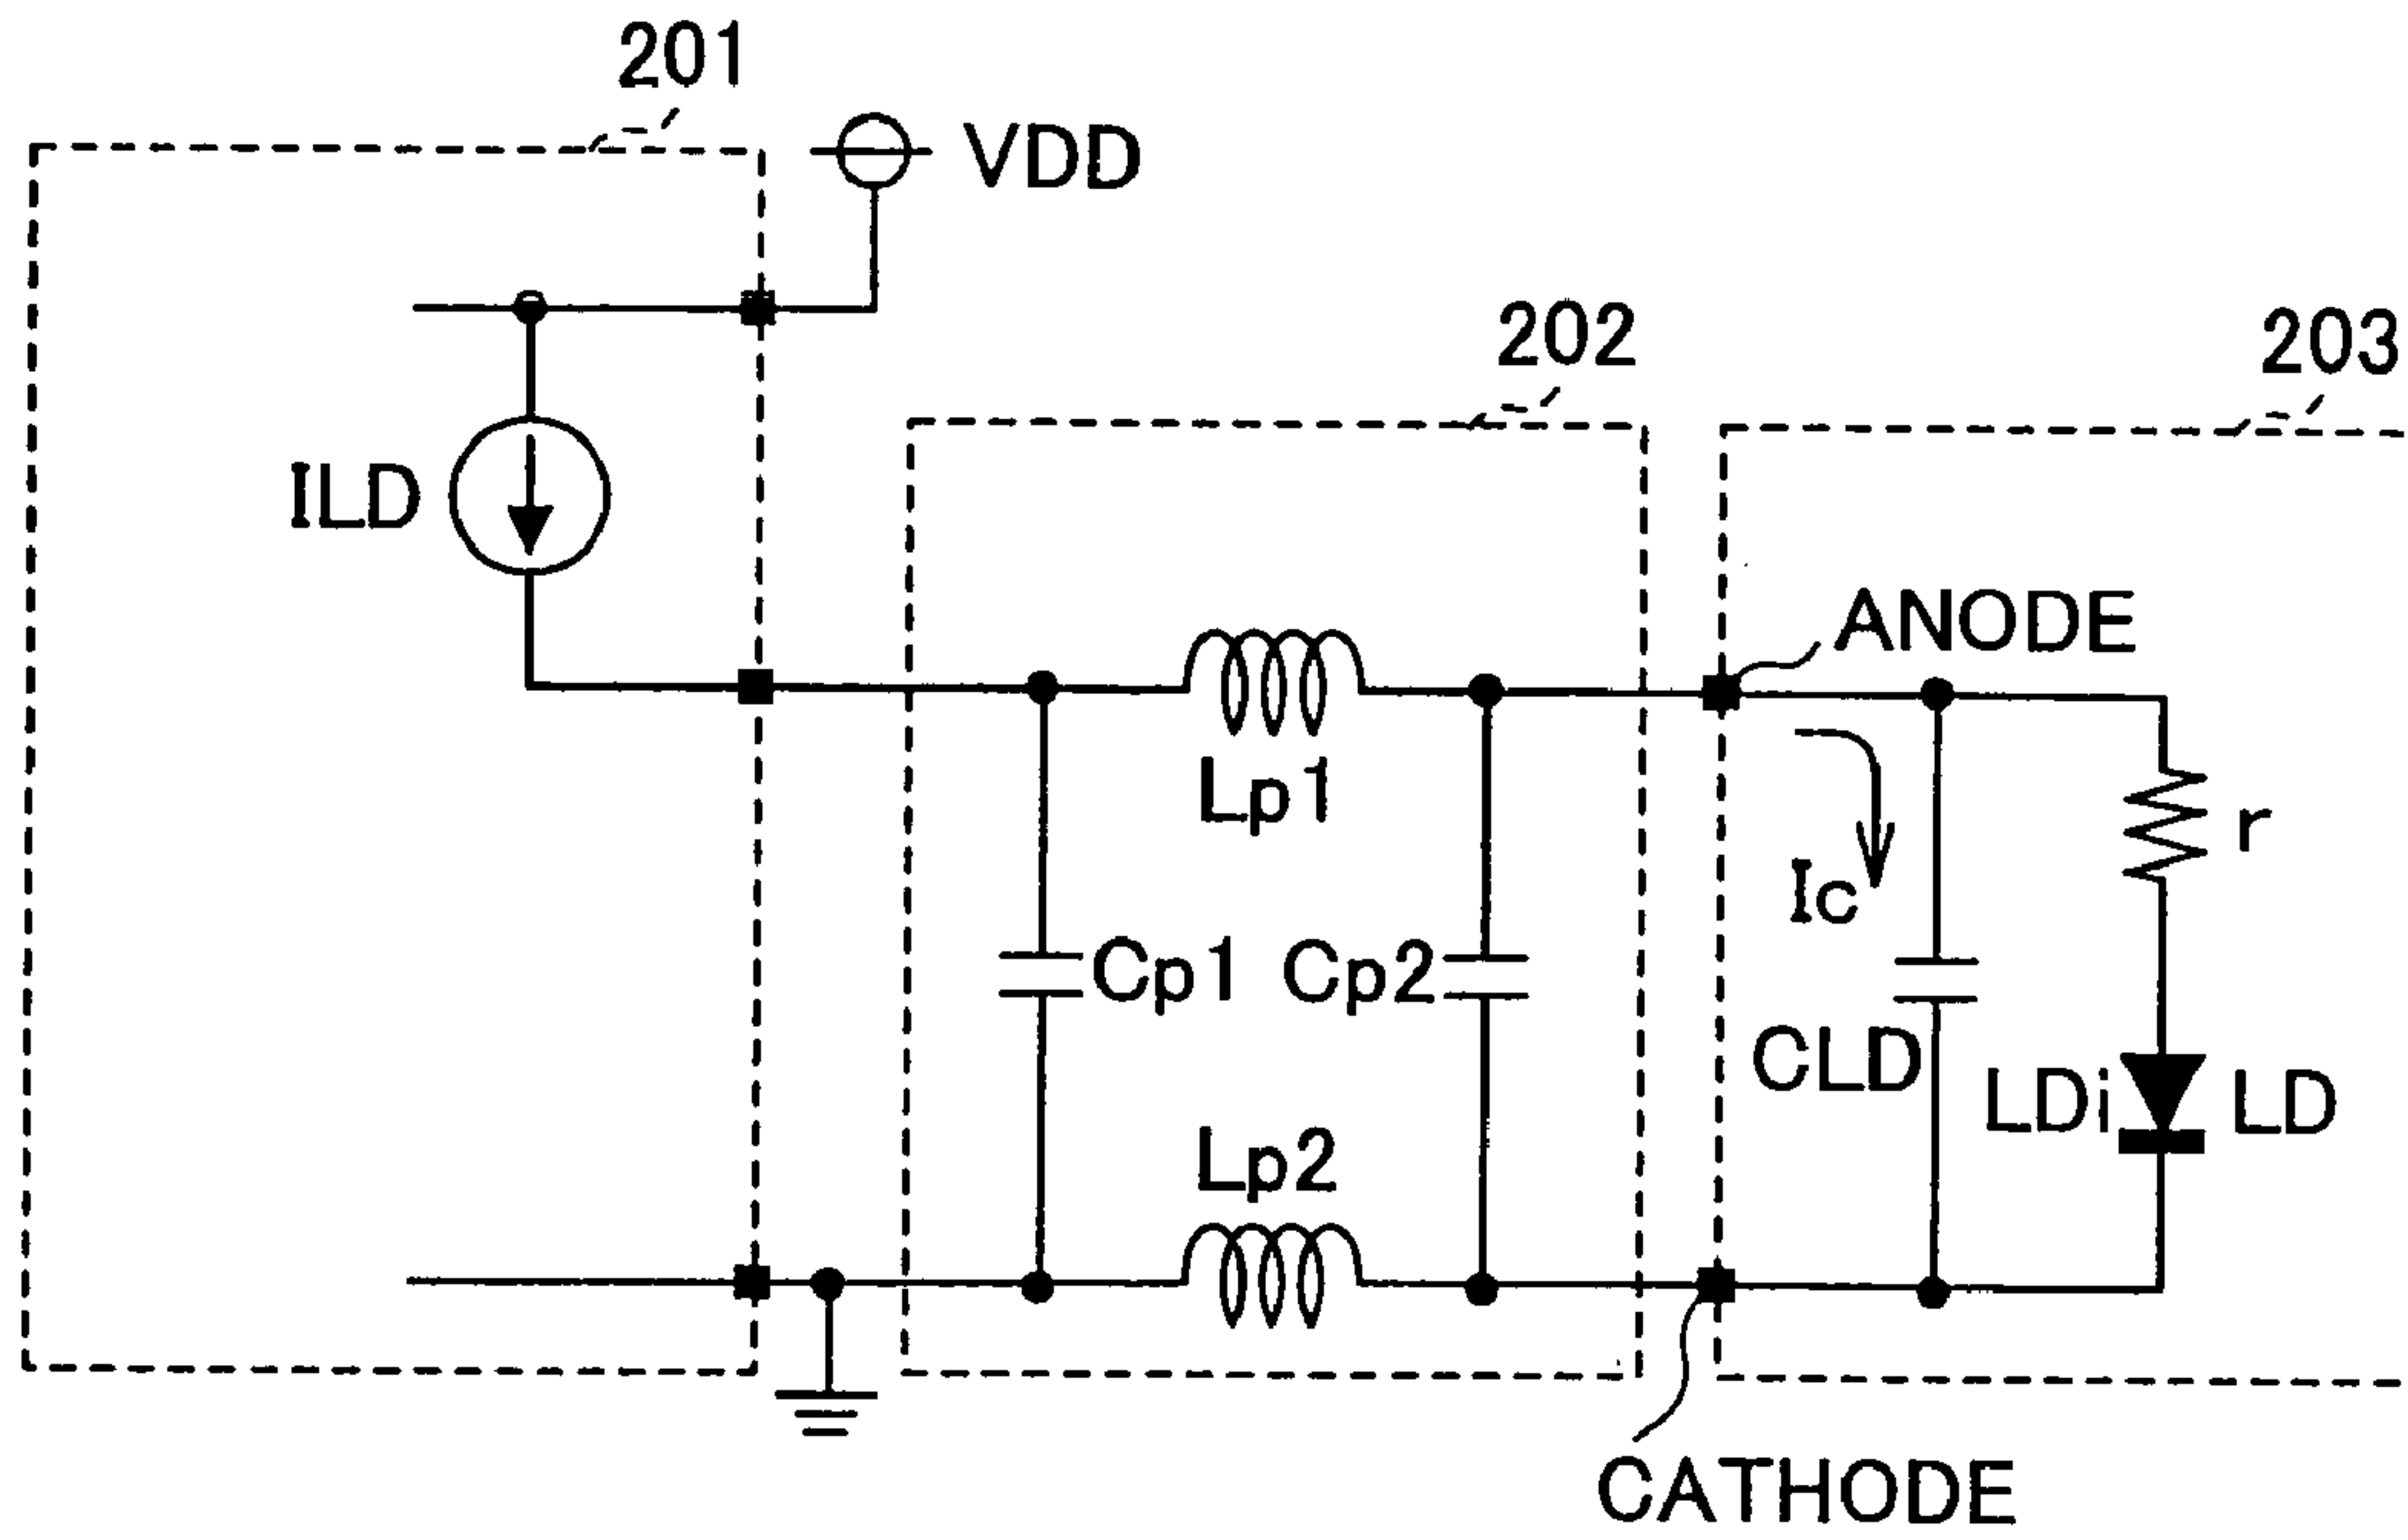 201
VDD
202
203
ILD
ANODE
Lp1
r
Ic
Cp1
Cp2
CLD
LDi
LD
Lp2
CATHODE